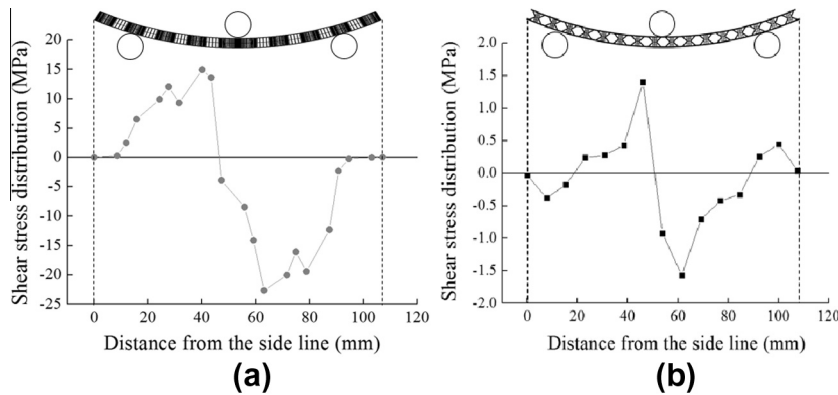 Shear stress distribution (MPa)
20
15
10
5
0
-5
-10
-15
-20
-25
0 20 40 60 80 100 120
Distance from the side line (mm)
(a)
Shear stress distribution (MPa)
2.0
1.5
1.0
0.5
0.0
-0.5
-1.0
-1.5
-2.0
0 20 40 60 80 100 120
Distance from the side line (mm)
(b)